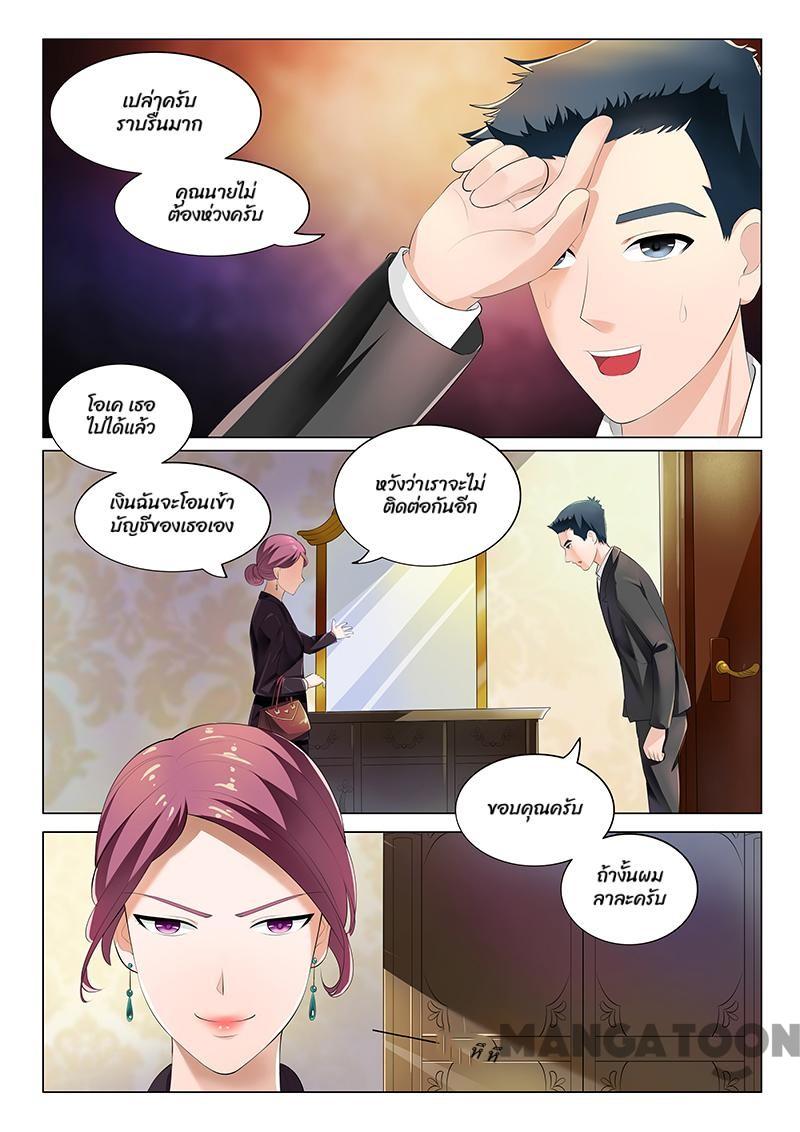 เปล่าครับ
ราบรื่นมาก
คุณนายไม่
ต้องห่วงครับ
โอเค เธอ
ไปได้แล้ว
เงินฉันจะโอนเข้า
บัญชีของเธอเอง
หวังว่าเราจะไม่
ติดต่อกันอีก
ขอบคุณครับ
ถ้างั้นผม
ลาละครับ
หึ หึ
MANGATOON